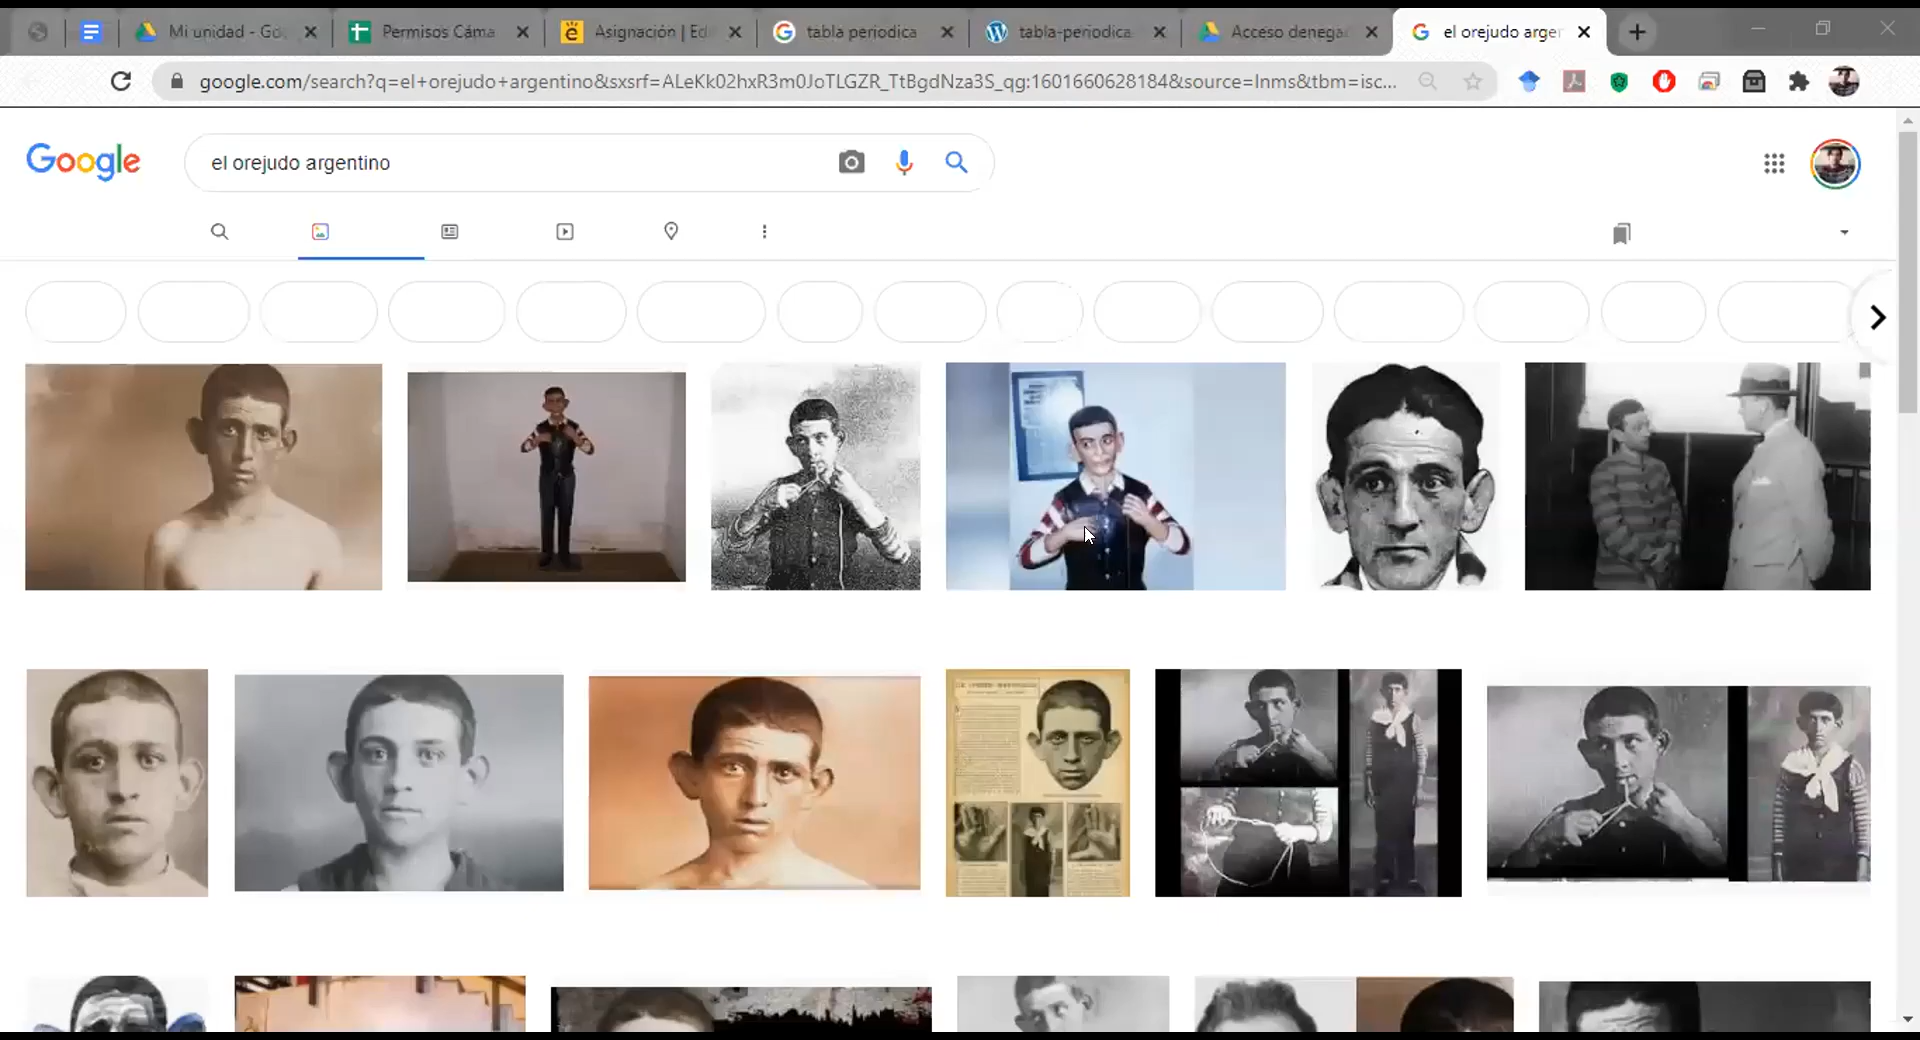 Mi unidad - Go
Permisos Cáma
Asignación | Ed
tabla periodica
tabla-periodica
Acceso denega
el orejudo arger
google.com/search?q=el+orejudo+argentino&sxsrf=ALeKk02hxR3m0JoTLGZR_TtBgdNza3S_qg:1601660628184&source=lnms&tbm=isc...
Google
el orejudo argentino